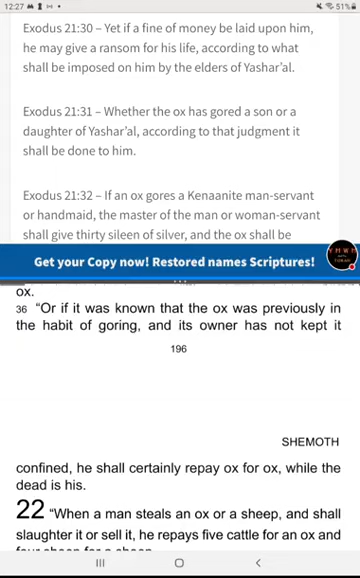 12:27
51%
Exodus 21:30 – Yet if a fine of money be laid upon him,
he may give a ransom for his life, according to what
shall be imposed on him by the elders of Yashar’al.
Exodus 21:31 – Whether the ox has gored a son or a
daughter of Yashar’al, according to that judgment it
shall be done to him.
Exodus 21:32 – If an ox gores a Kenaanite man-servant
or handmaid, the master of the man or woman-servant
shall give thirty sileen of silver, and the ox shall be
Get your Copy now! Restored names Scriptures!
ox.
36 “Or if it was known that the ox was previously in
the habit of goring, and its owner has not kept it
196
SHEMOTH
confined, he shall certainly repay ox for ox, while the
dead is his.
22 “When a man steals an ox or a sheep, and shall
slaughter it or sell it, he repays five cattle for an ox and
four sheep for a sheep